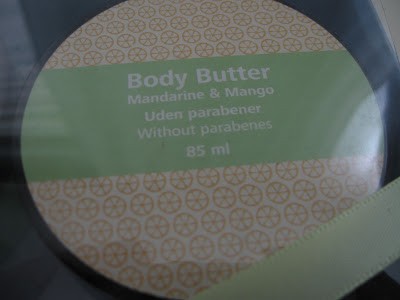 Body Butter
Mandarine & Mango
Uden parabener
Without parabenes
85 ml